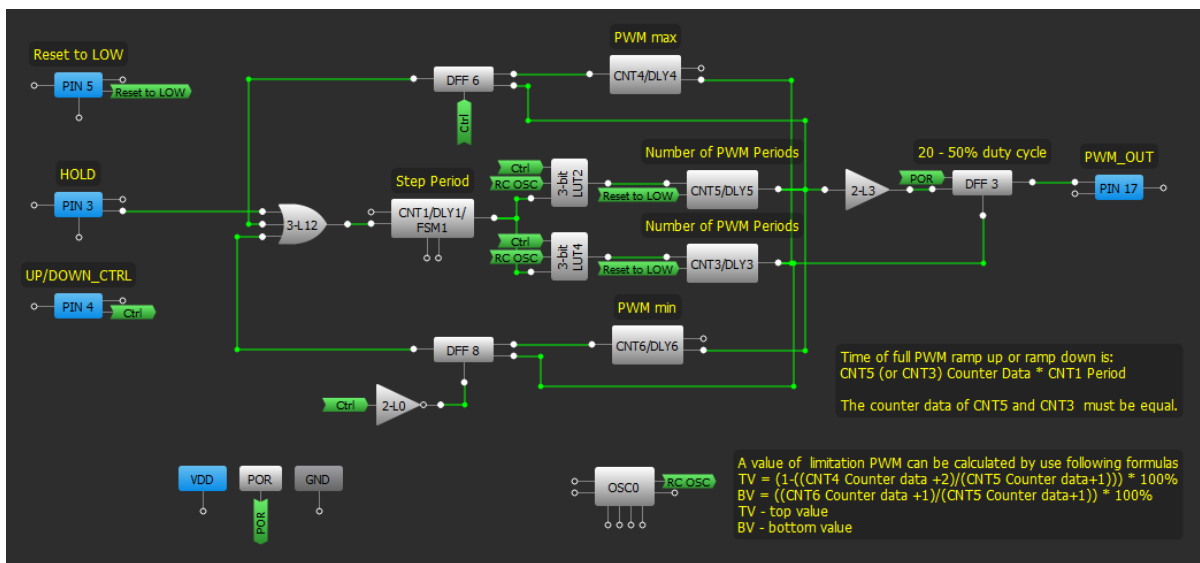 PWM max
Reset to LOW
PIN 5
Reset to LOW
DFF 6
CNT4/DLY4
Ctrl
HOLD
PIN 3
3-L12
Step Period
CNT1/DLY1/
FSM1
Ctrl
RC OSC
3-bit
LUT2
Number of PWM Periods
Reset to LOW
CNT5/DLY5
Ctrl
RC OSC
3-bit
LUT4
Number of PWM Periods
Reset to LOW
CNT3/DLY3
2-L3
20 - 50% duty cycle
POR
DFF 3
PWM_OUT
PIN 17
UP/DOWN_CTRL
PIN 4
Ctrl
PWM min
DFF 8
CNT6/DLY6
Ctrl
2-L0
Time of full PWM ramp up or ramp down is:
CNT5 (or CNT3) Counter Data * CNT1 Period
The counter data of CNT5 and CNT3 must be equal.
VDD
POR
GND
POR
OSC0
RC OSC
A value of limitation PWM can be calculated by use following formulas
TV = (1-((CNT4 Counter data +2)/(CNT5 Counter data+1))) * 100%
BV = ((CNT6 Counter data +1)/(CNT5 Counter data+1)) * 100%
TV - top value
BV - bottom value